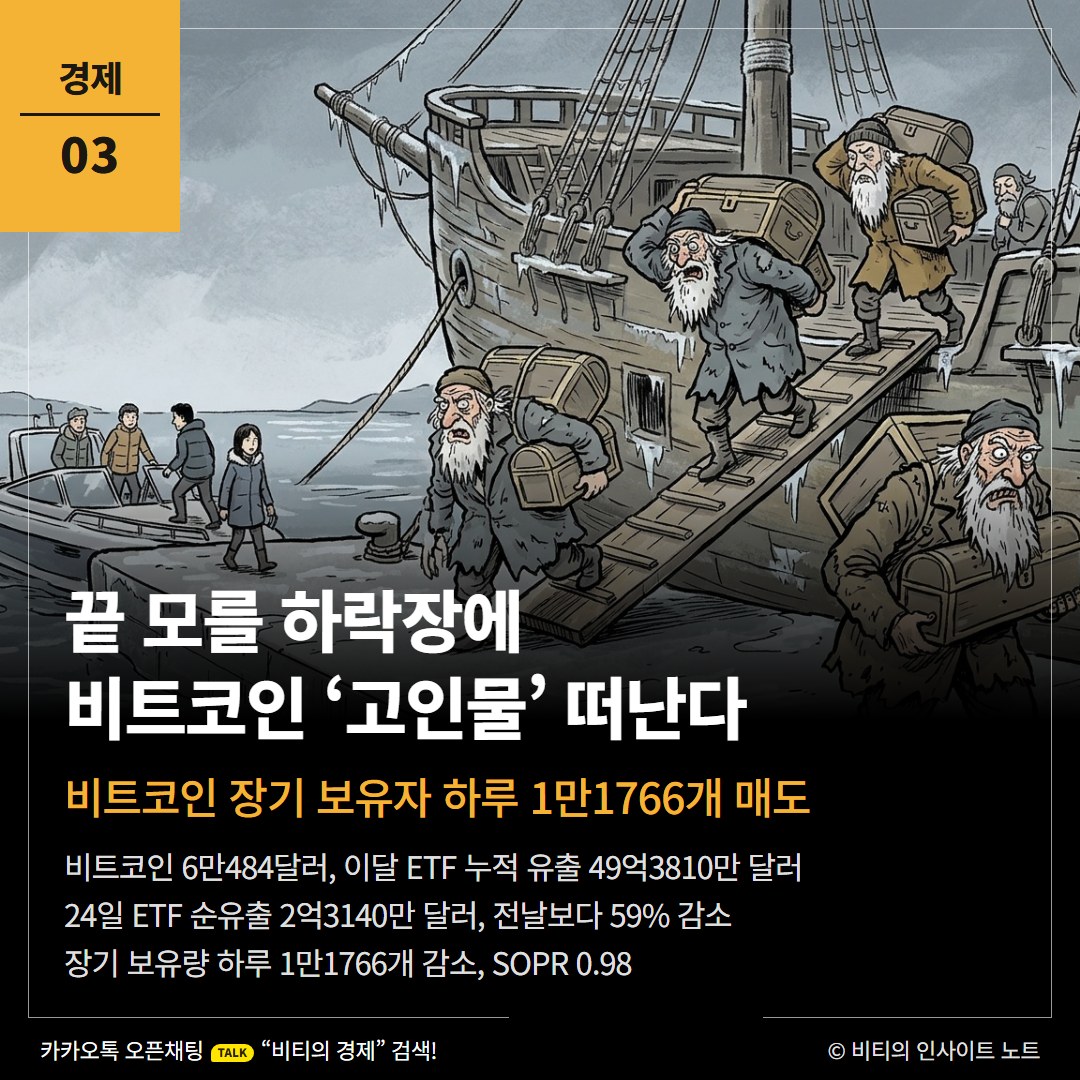 경제
03
끝 모를 하락장에
비트코인 ‘고인물’ 떠난다
비트코인 장기 보유자 하루 1만1766개 매도
비트코인 6만484달러, 이달 ETF 누적 유출 49억3810만 달러
24일 ETF 순유출 2억3140만 달러, 전날보다 59% 감소
장기 보유량 하루 1만1766개 감소, SOPR 0.98
카카오톡 오픈채팅 TALK “비티의 경제” 검색!
© 비티의 인사이트 노트